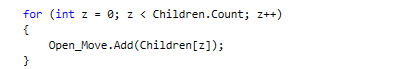 for (int z = 0; z < Children.Count; z++)
{
    Open_Move.Add(Children[z]);
}